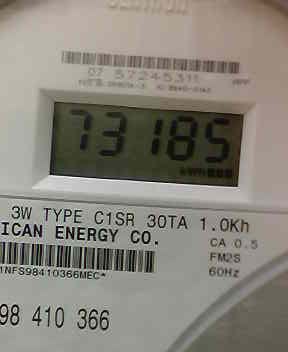 CENTRON
07 57245311
73185
kWh
3W TYPE C1SR 30TA 1.0Kh
ICAN ENERGY CO.
CA 0.5
FM2S
60Hz
1NFS98410366MEC*
98 410 366